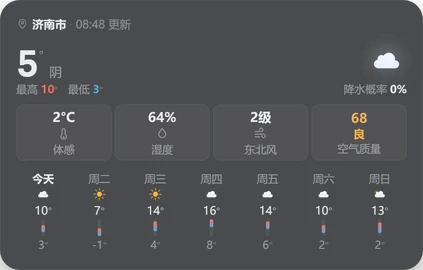 济南市 · 08:48 更新
5° 阴
最高 10° 最低 3° 降水概率 0%
2°C 64% 2级 68
良
体感 湿度 东北风 空气质量
今天 周二 周三 周四 周五 周六 周日
10° 7° 14° 16° 14° 10° 13°
3° -1° 4° 8° 6° 2° 2°